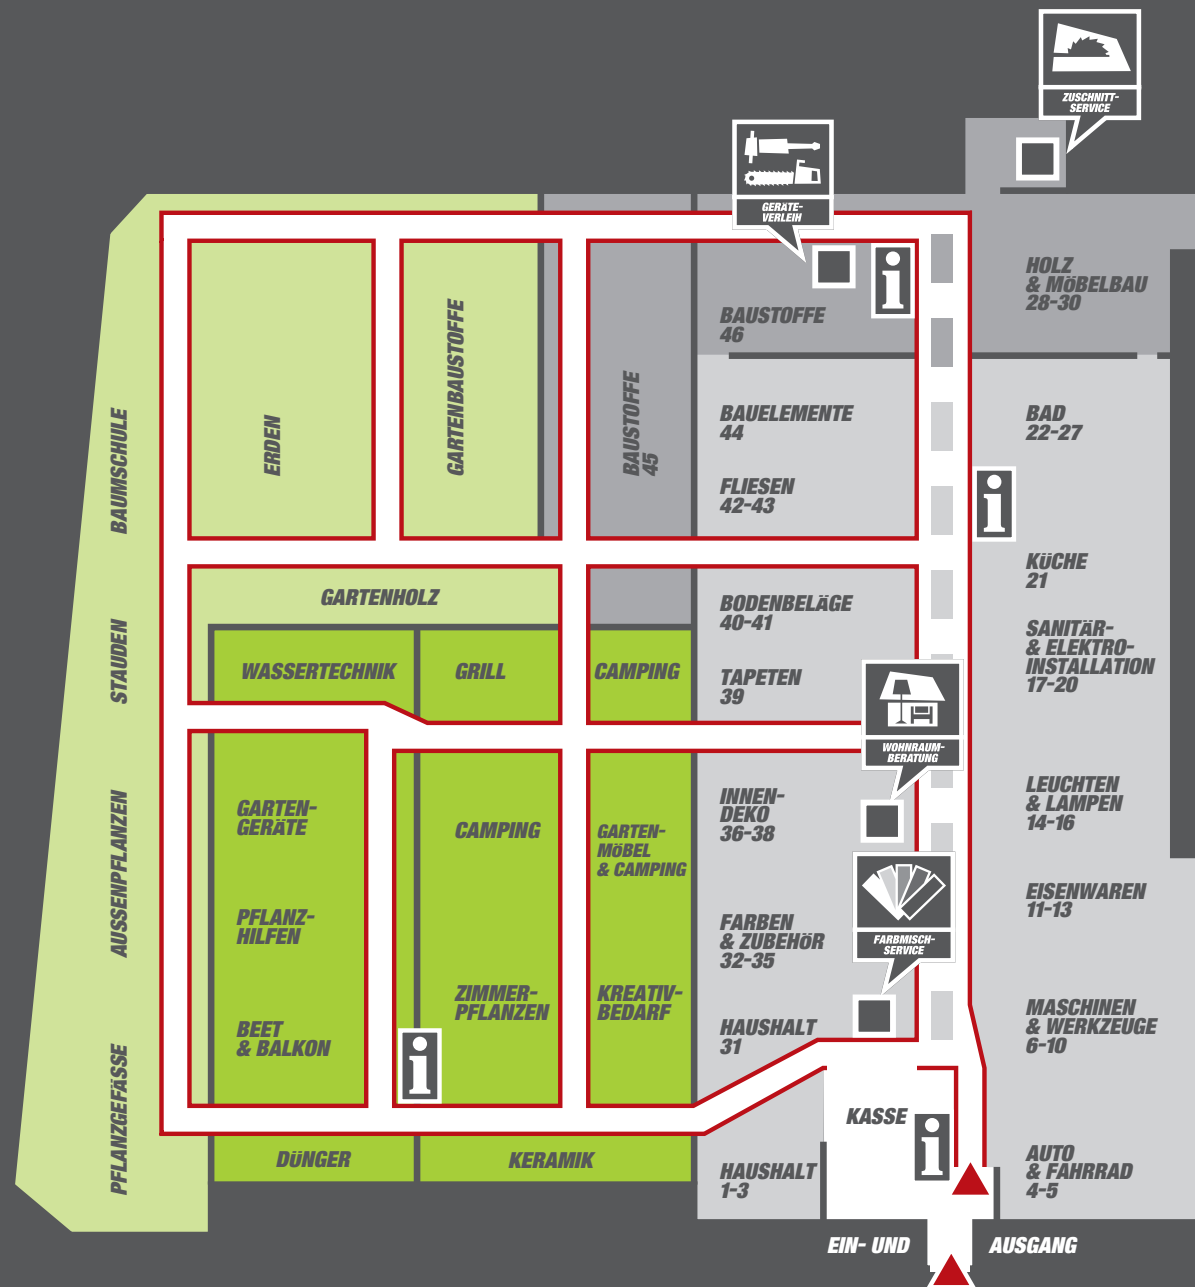 ZUSCHNITT-
SERVICE
GERÄTE-
VERLEIH
HOLZ
& MÖBELBAU
28-30
BAUSTOFFE
46
BAUMSCHULE
ERDEN
GARTENBAUSTOFFE
BAUSTOFFE
45
BAUELEMENTE
44
BAD
22-27
FLIESEN
42-43
KÜCHE
21
STAUDEN
GARTENHOLZ
BODENBELÄGE
40-41
SANITÄR-
& ELEKTRO-
INSTALLATION
17-20
WASSERTECHNIK
GRILL
CAMPING
TAPETEN
39
WOHNRAUM-
BERATUNG
AUSSENPFLANZEN
GARTEN-
GERÄTE
CAMPING
GARTEN-
MÖBEL
& CAMPING
INNEN-
DEKO
36-38
LEUCHTEN
& LAMPEN
14-16
PFLANZ-
HILFEN
FARBEN
& ZUBEHÖR
32-35
FARBMISCH-
SERVICE
EISENWAREN
11-13
PFLANZGEFÄSSE
BEET
& BALKON
ZIMMER-
PFLANZEN
KREATIV-
BEDARF
HAUSHALT
31
MASCHINEN
& WERKZEUGE
6-10
KASSE
DÜNGER
KERAMIK
HAUSHALT
1-3
AUTO
& FAHRRAD
4-5
EIN- UND AUSGANG